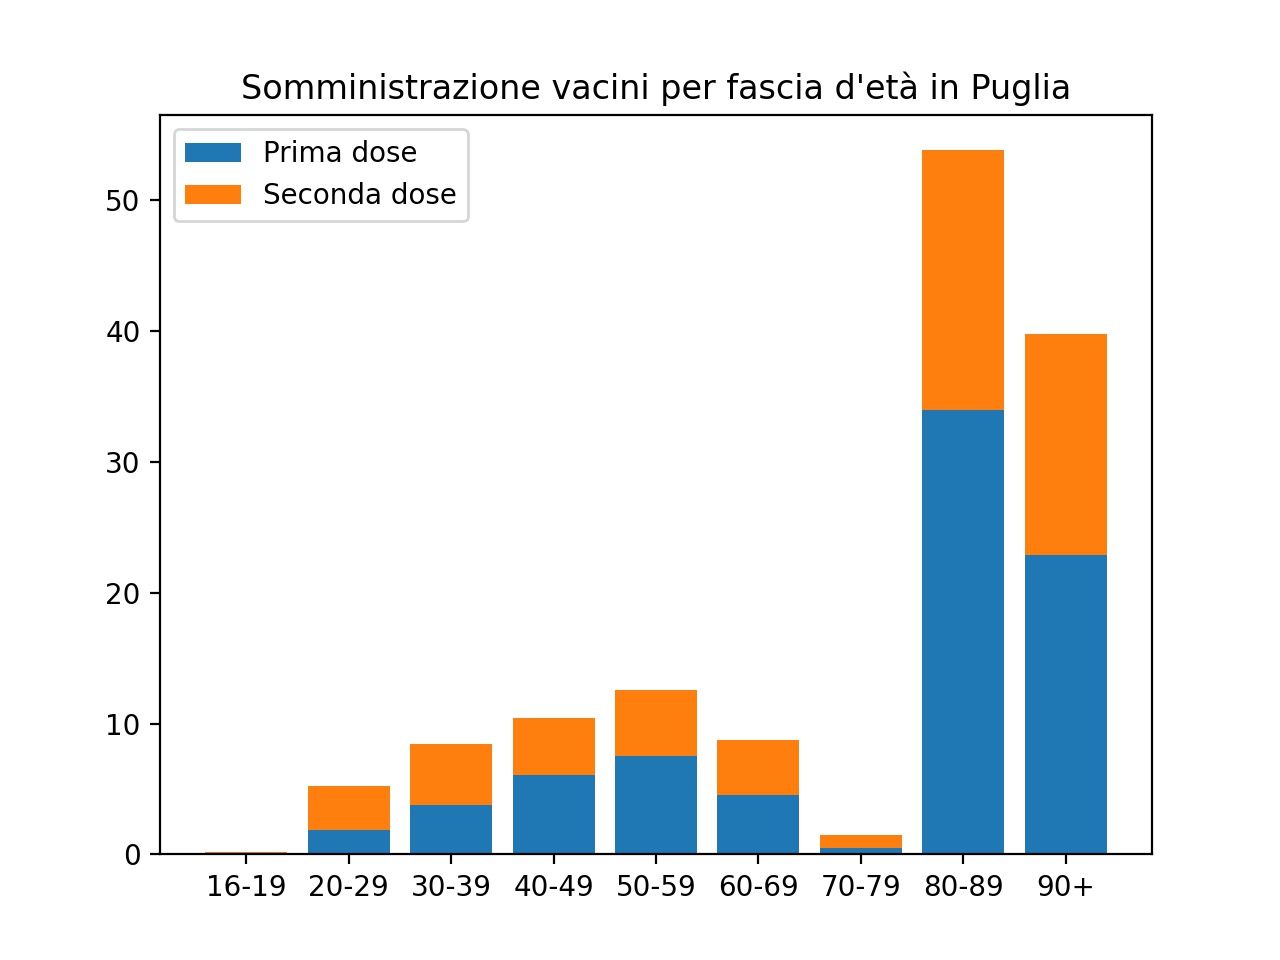 Somministrazione vacini per fascia d'età in Puglia
Prima dose
Seconda dose
50
40
30
20
10
0
16-19 20-29 30-39 40-49 50-59 60-69 70-79 80-89 90+